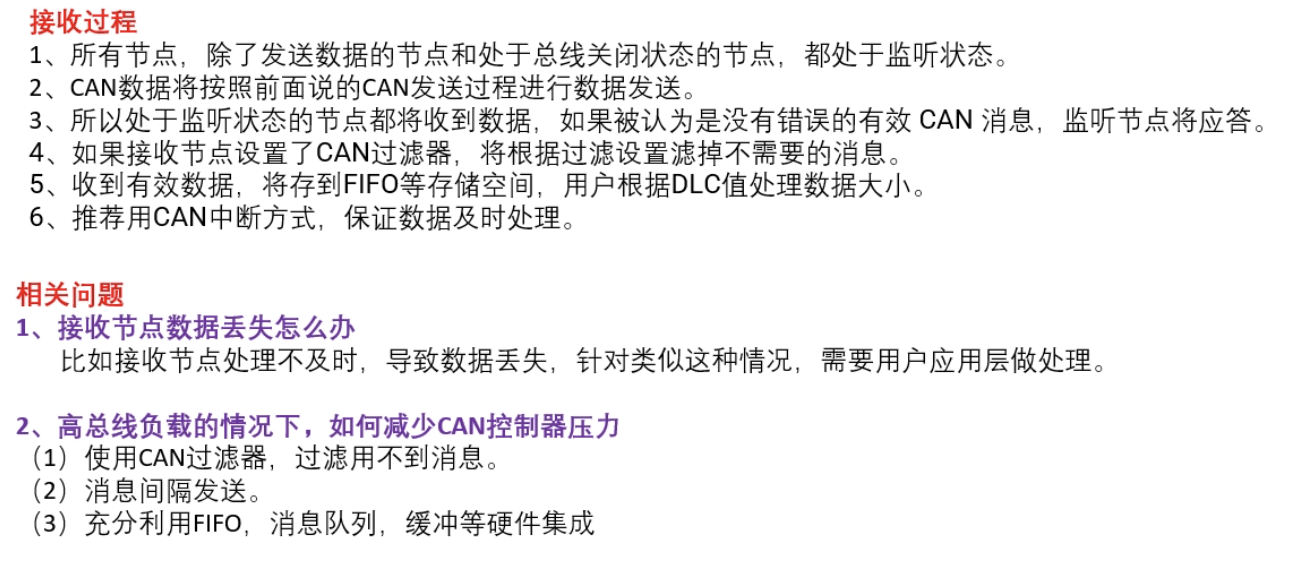 接收过程
1、所有节点，除了发送数据的节点和处于总线关闭状态的节点，都处于监听状态。
2、CAN数据将按照前面说的CAN发送过程进行数据发送。
3、所以处于监听状态的节点都将收到数据，如果被认为是没有错误的有效 CAN 消息，监听节点将应答。
4、如果接收节点设置了CAN过滤器，将根据过滤设置滤掉不需要的消息。
5、收到有效数据，将存到FIFO等存储空间，用户根据DLC值处理数据大小。
6、推荐用CAN中断方式，保证数据及时处理。
相关问题
1、接收节点数据丢失怎么办
比如接收节点处理不及时，导致数据丢失，针对类似这种情况，需要用户应用层做处理。
2、高总线负载的情况下，如何减少CAN控制器压力
（1）使用CAN过滤器，过滤用不到消息。
（2）消息间隔发送。
（3）充分利用FIFO，消息队列，缓冲等硬件集成